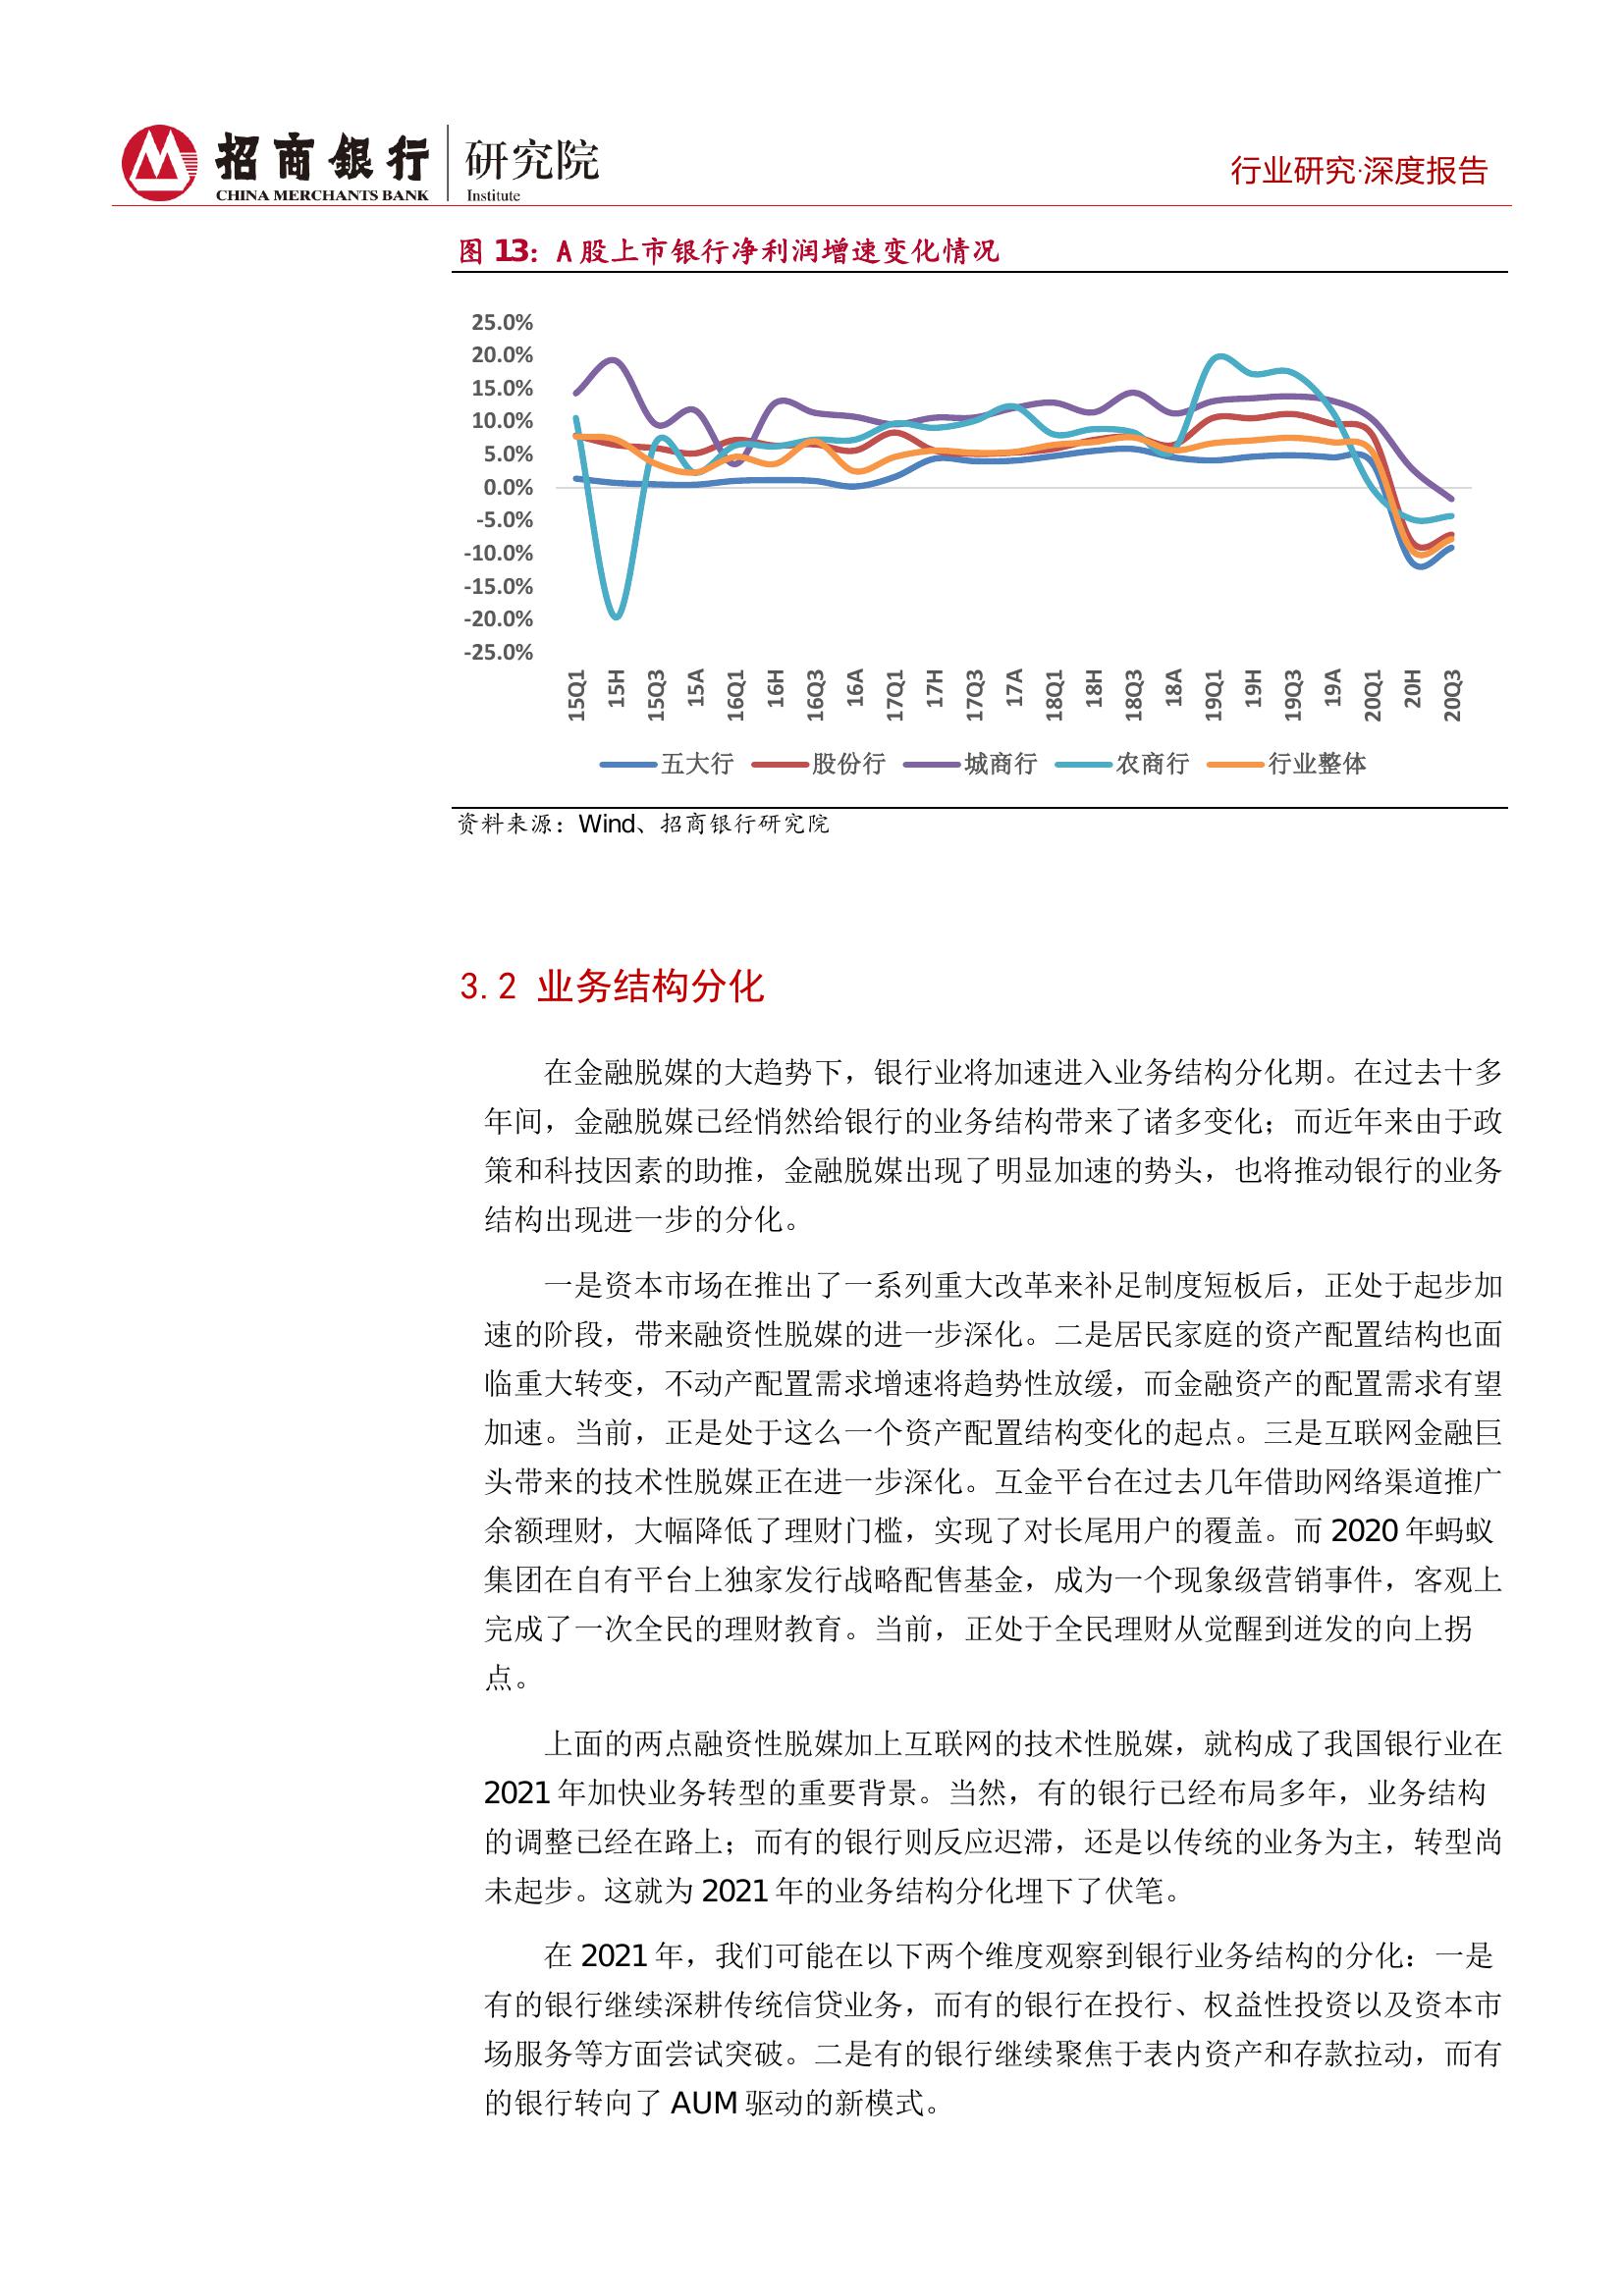 招商银行 研究院
CHINA MERCHANTS BANK Institute
行业研究·深度报告
图 13：A 股上市银行净利润增速变化情况
25.0%
20.0%
15.0%
10.0%
5.0%
0.0%
-5.0%
-10.0%
-15.0%
-20.0%
-25.0%
15Q1 15H 15Q3 15A 16Q1 16H 16Q3 16A 17Q1 17H 17Q3 17A 18Q1 18H 18Q3 18A 19Q1 19H 19Q3 19A 20Q1 20H 20Q3
五大行 股份行 城商行 农商行 行业整体
资料来源：Wind、招商银行研究院
3.2 业务结构分化
在金融脱媒的大趋势下，银行业将加速进入业务结构分化期。在过去十多
年间，金融脱媒已经悄然给银行的业务结构带来了诸多变化；而近年来由于政
策和科技因素的助推，金融脱媒出现了明显加速的势头，也将推动银行的业务
结构出现进一步的分化。
一是资本市场在推出了一系列重大改革来补足制度短板后，正处于起步加
速的阶段，带来融资性脱媒的进一步深化。二是居民家庭的资产配置结构也面
临重大转变，不动产配置需求增速将趋势性放缓，而金融资产的配置需求有望
加速。当前，正是处于这么一个资产配置结构变化的起点。三是互联网金融巨
头带来的技术性脱媒正在进一步深化。互金平台在过去几年借助网络渠道推广
余额理财，大幅降低了理财门槛，实现了对长尾用户的覆盖。而 2020 年蚂蚁
集团在自有平台上独家发行战略配售基金，成为一个现象级营销事件，客观上
完成了一次全民的理财教育。当前，正处于全民理财从觉醒到迸发的向上拐
点。
上面的两点融资性脱媒加上互联网的技术性脱媒，就构成了我国银行业在
2021 年加快业务转型的重要背景。当然，有的银行已经布局多年，业务结构
的调整已经在路上；而有的银行则反应迟滞，还是以传统的业务为主，转型尚
未起步。这就为 2021 年的业务结构分化埋下了伏笔。
在 2021 年，我们可能在以下两个维度观察到银行业务结构的分化：一是
有的银行继续深耕传统信贷业务，而有的银行在投行、权益性投资以及资本市
场服务等方面尝试突破。二是有的银行继续聚焦于表内资产和存款拉动，而有
的银行转向了 AUM 驱动的新模式。